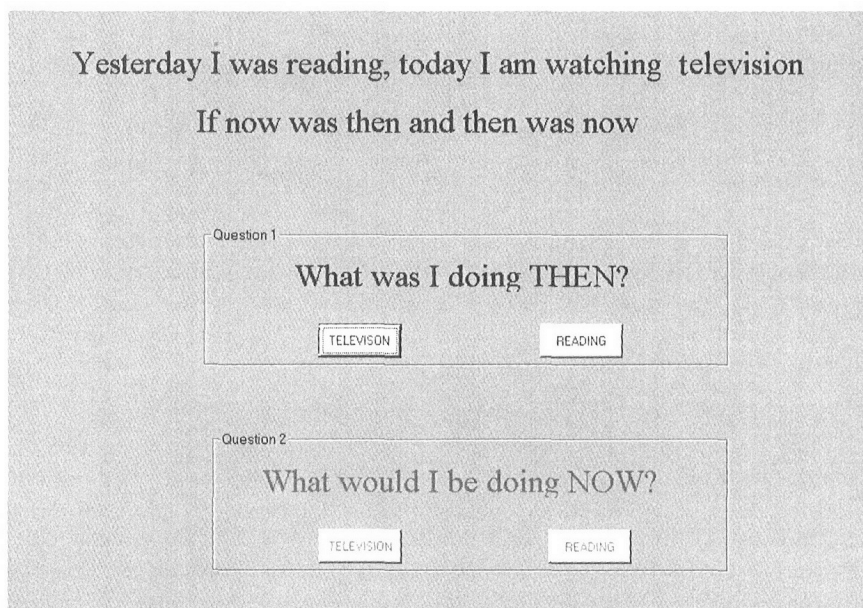 Yesterday I was reading, today I am watching television
If now was then and then was now
Question 1
What was I doing THEN?
TELEVISON READING
Question 2
What would I be doing NOW?
TELEVISION READING